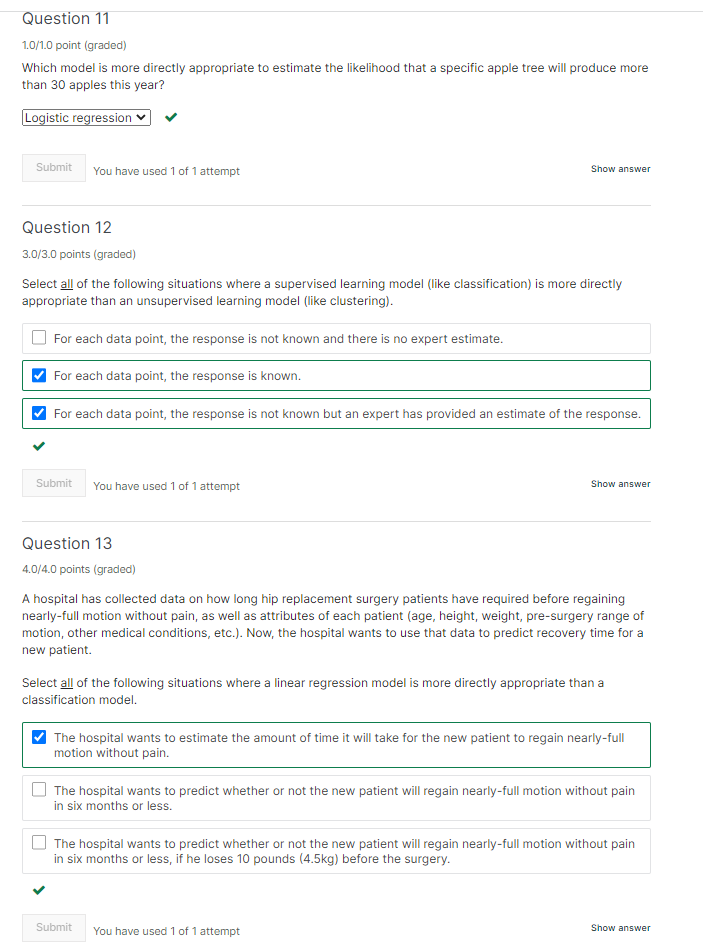 Question 11
1.0/1.0 point (graded)
Which model is more directly appropriate to estimate the likelihood that a specific apple tree will produce more
than 30 apples this year?
Logistic regression
Submit
You have used 1 of 1 attempt
Show answer
Question 12
3.0/3.0 points (graded)
Select all of the following situations where a supervised learning model (like classification) is more directly
appropriate than an unsupervised learning model (like clustering).
For each data point, the response is not known and there is no expert estimate.
For each data point, the response is known.
For each data point, the response is not known but an expert has provided an estimate of the response.
Submit
You have used 1 of 1 attempt
Show answer
Question 13
4.0/4.0 points (graded)
A hospital has collected data on how long hip replacement surgery patients have required before regaining
nearly-full motion without pain, as well as attributes of each patient (age, height, weight, pre-surgery range of
motion, other medical conditions, etc.). Now, the hospital wants to use that data to predict recovery time for a
new patient.
Select all of the following situations where a linear regression model is more directly appropriate than a
classification model.
The hospital wants to estimate the amount of time it will take for the new patient to regain nearly-full
motion without pain.
The hospital wants to predict whether or not the new patient will regain nearly-full motion without pain
in six months or less.
The hospital wants to predict whether or not the new patient will regain nearly-full motion without pain
in six months or less, if he loses 10 pounds (4.5kg) before the surgery.
Submit
You have used 1 of 1 attempt
Show answer